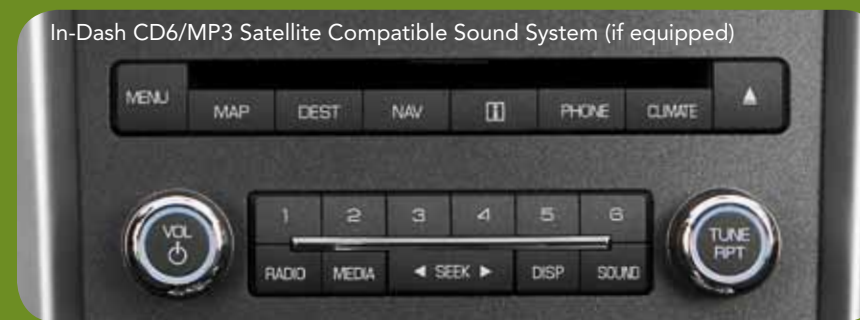 In-Dash CD6/MP3 Satellite Compatible Sound System (if equipped)
MENU MAP DEST NAV i PHONE CLIMATE
VOL 1 2 3 4 5 6 TUNE
RPT
RADIO MEDIA ◄ SEEK ► DISP SOUND